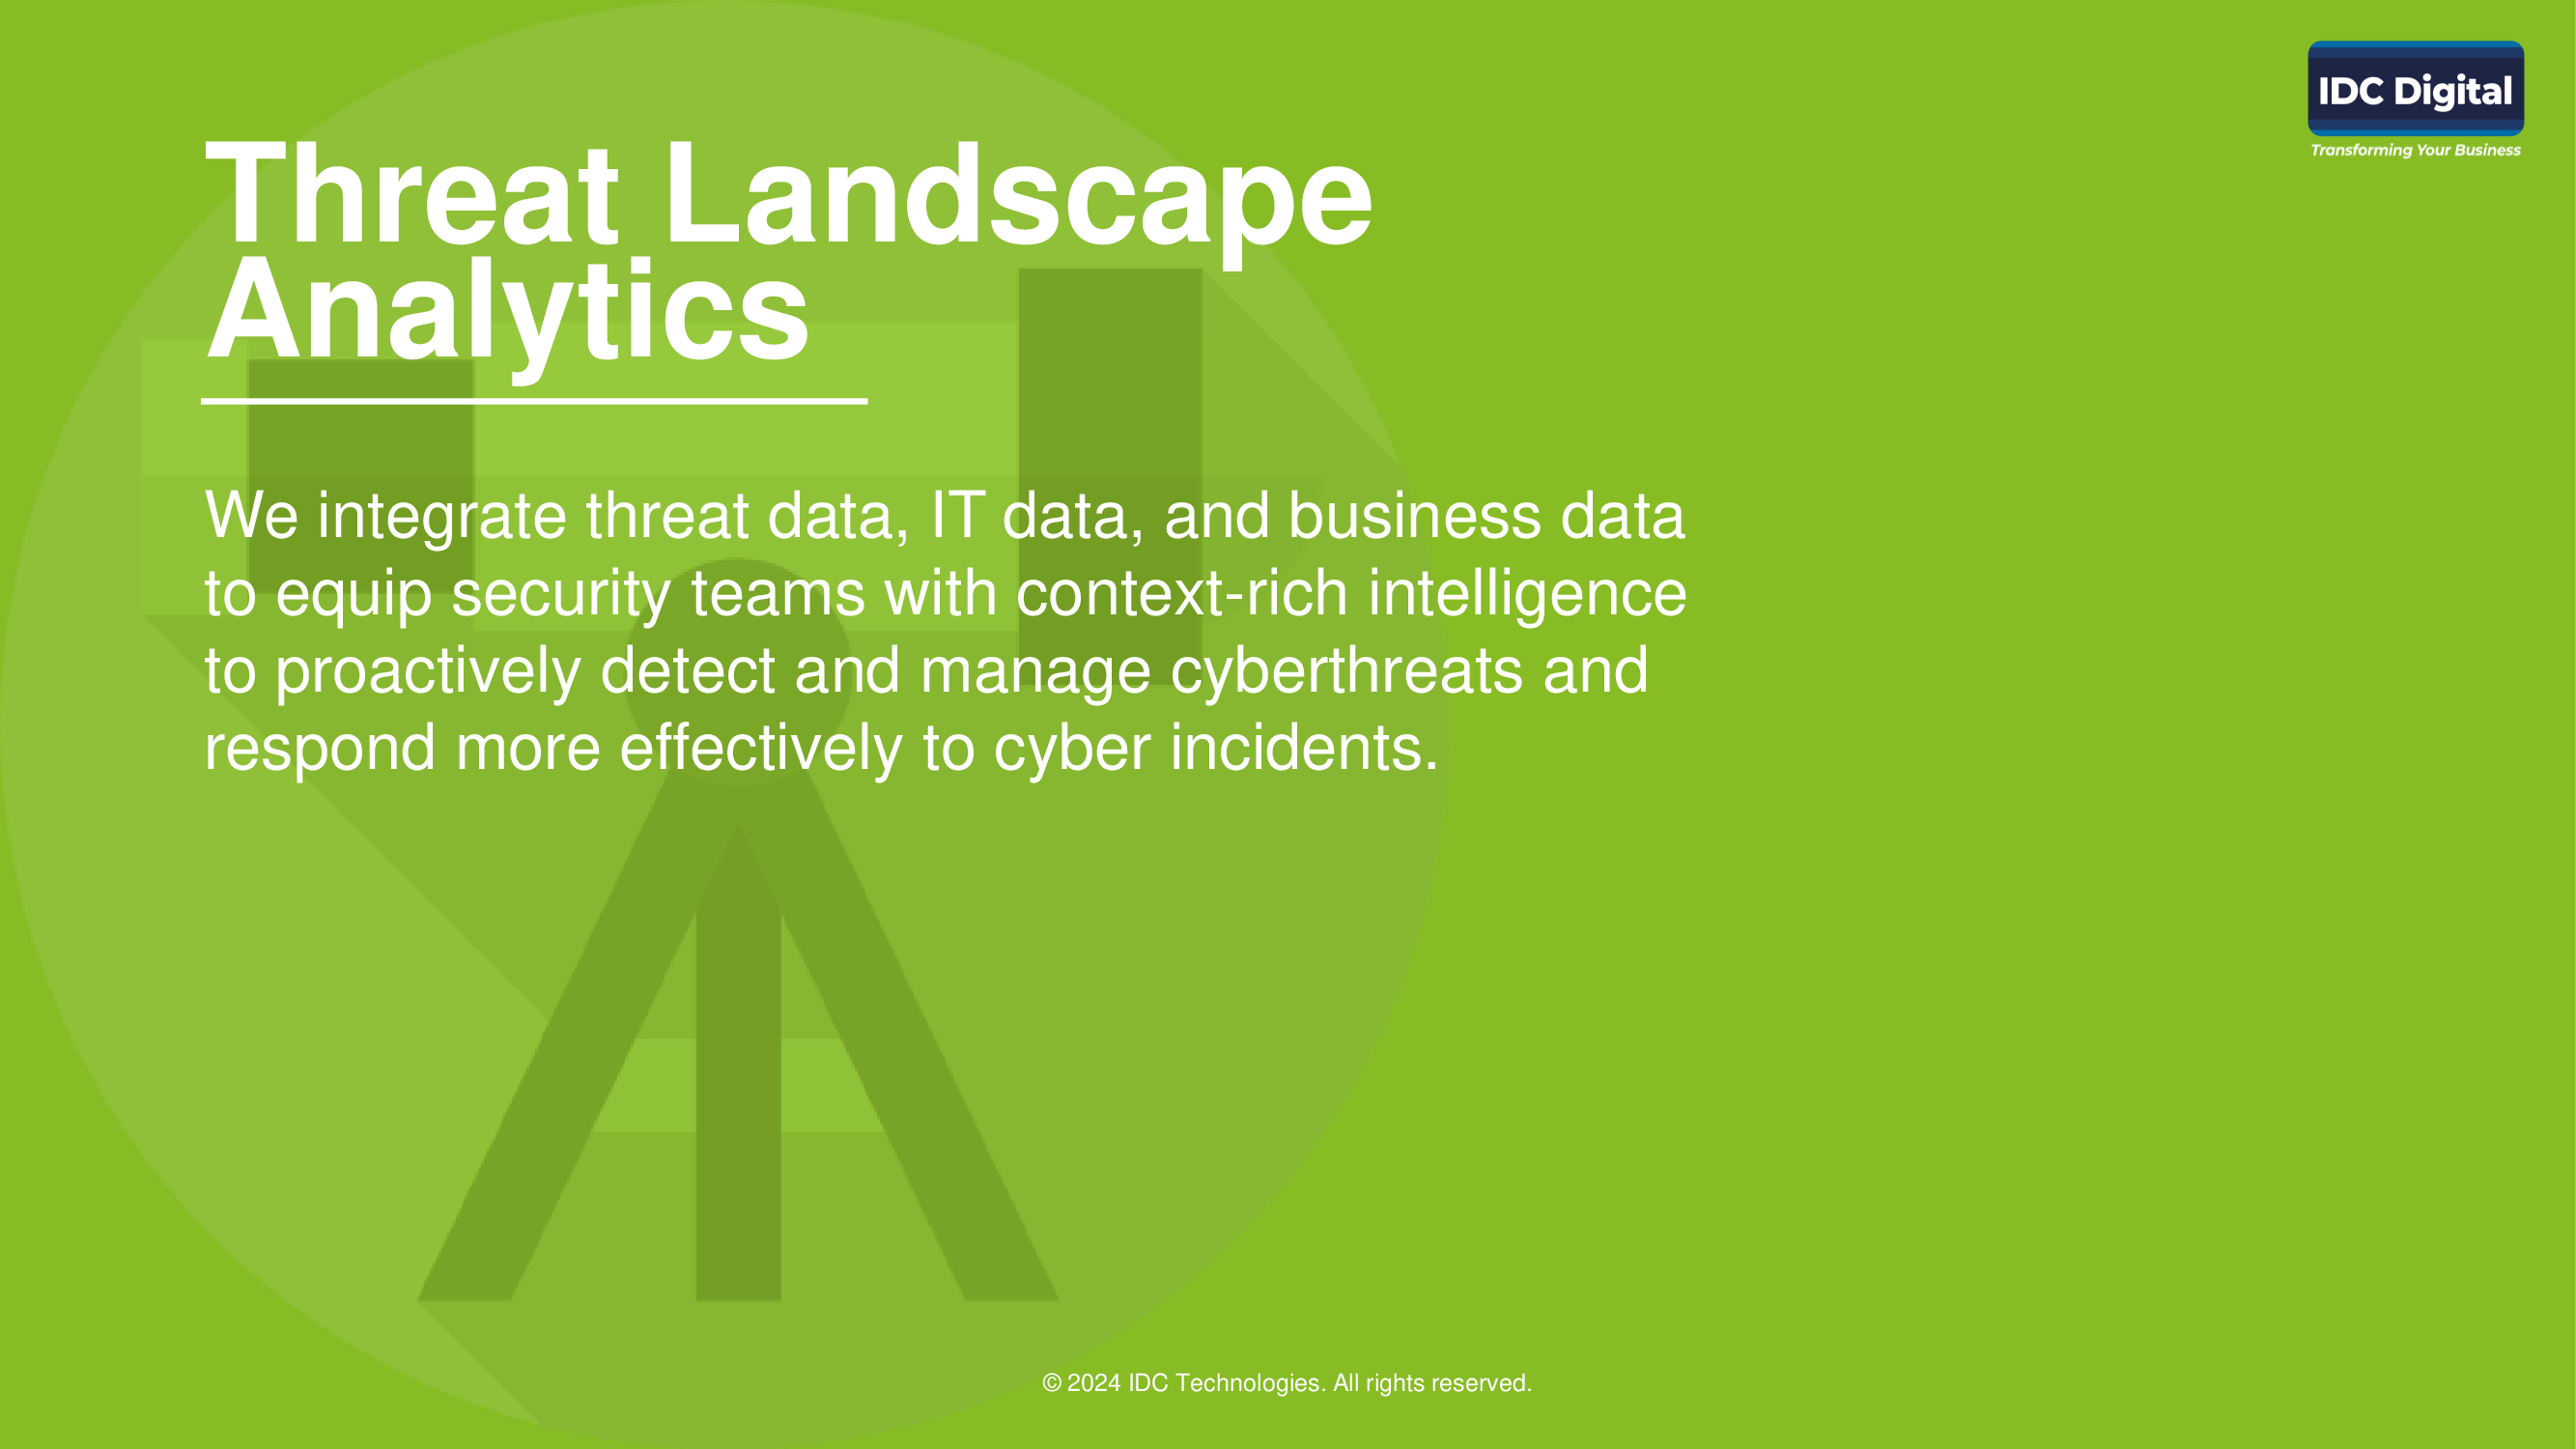 IDC Digital
Transforming Your Business
Threat Landscape
Analytics
We integrate threat data, IT data, and business data
to equip security teams with context-rich intelligence
to proactively detect and manage cyberthreats and
respond more effectively to cyber incidents.
© 2024 IDC Technologies. All rights reserved.